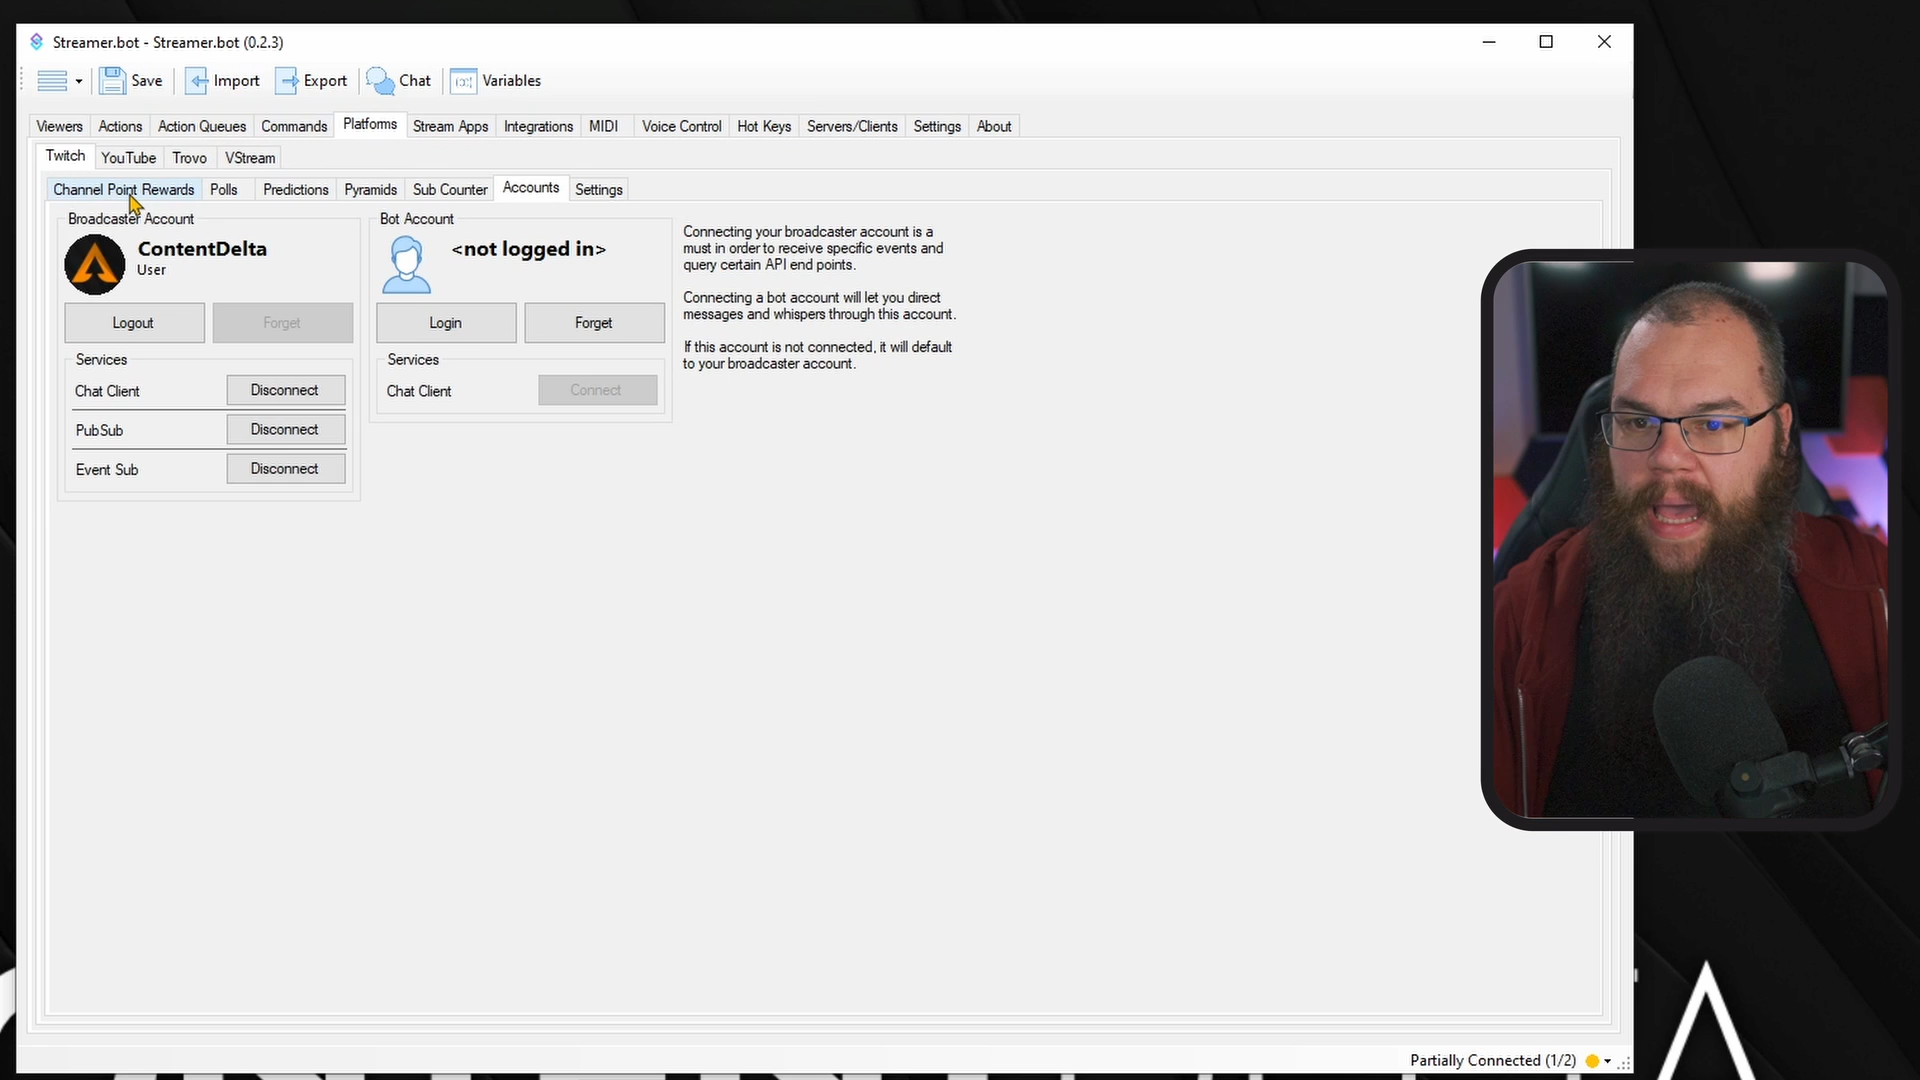 Streamer.bot - Streamer.bot (0.2.3)
Save Import Export Chat Variables
Viewers Actions Action Queues Commands Platforms Stream Apps Integrations MIDI Voice Control Hot Keys Servers/Clients Settings About
Twitch YouTube Trovo VStream
Channel Point Rewards Polls Predictions Pyramids Sub Counter Accounts Settings
Broadcaster Account
ContentDelta
User
Logout Forget
Services
Chat Client Disconnect
PubSub Disconnect
Event Sub Disconnect
Bot Account
<not logged in>
Login Forget
Services
Chat Client Connect
Connecting your broadcaster account is a
must in order to receive specific events and
query certain API end points.
Connecting a bot account will let you direct
messages and whispers through this account.
If this account is not connected, it will default
to your broadcaster account.
Partially Connected (1/2)